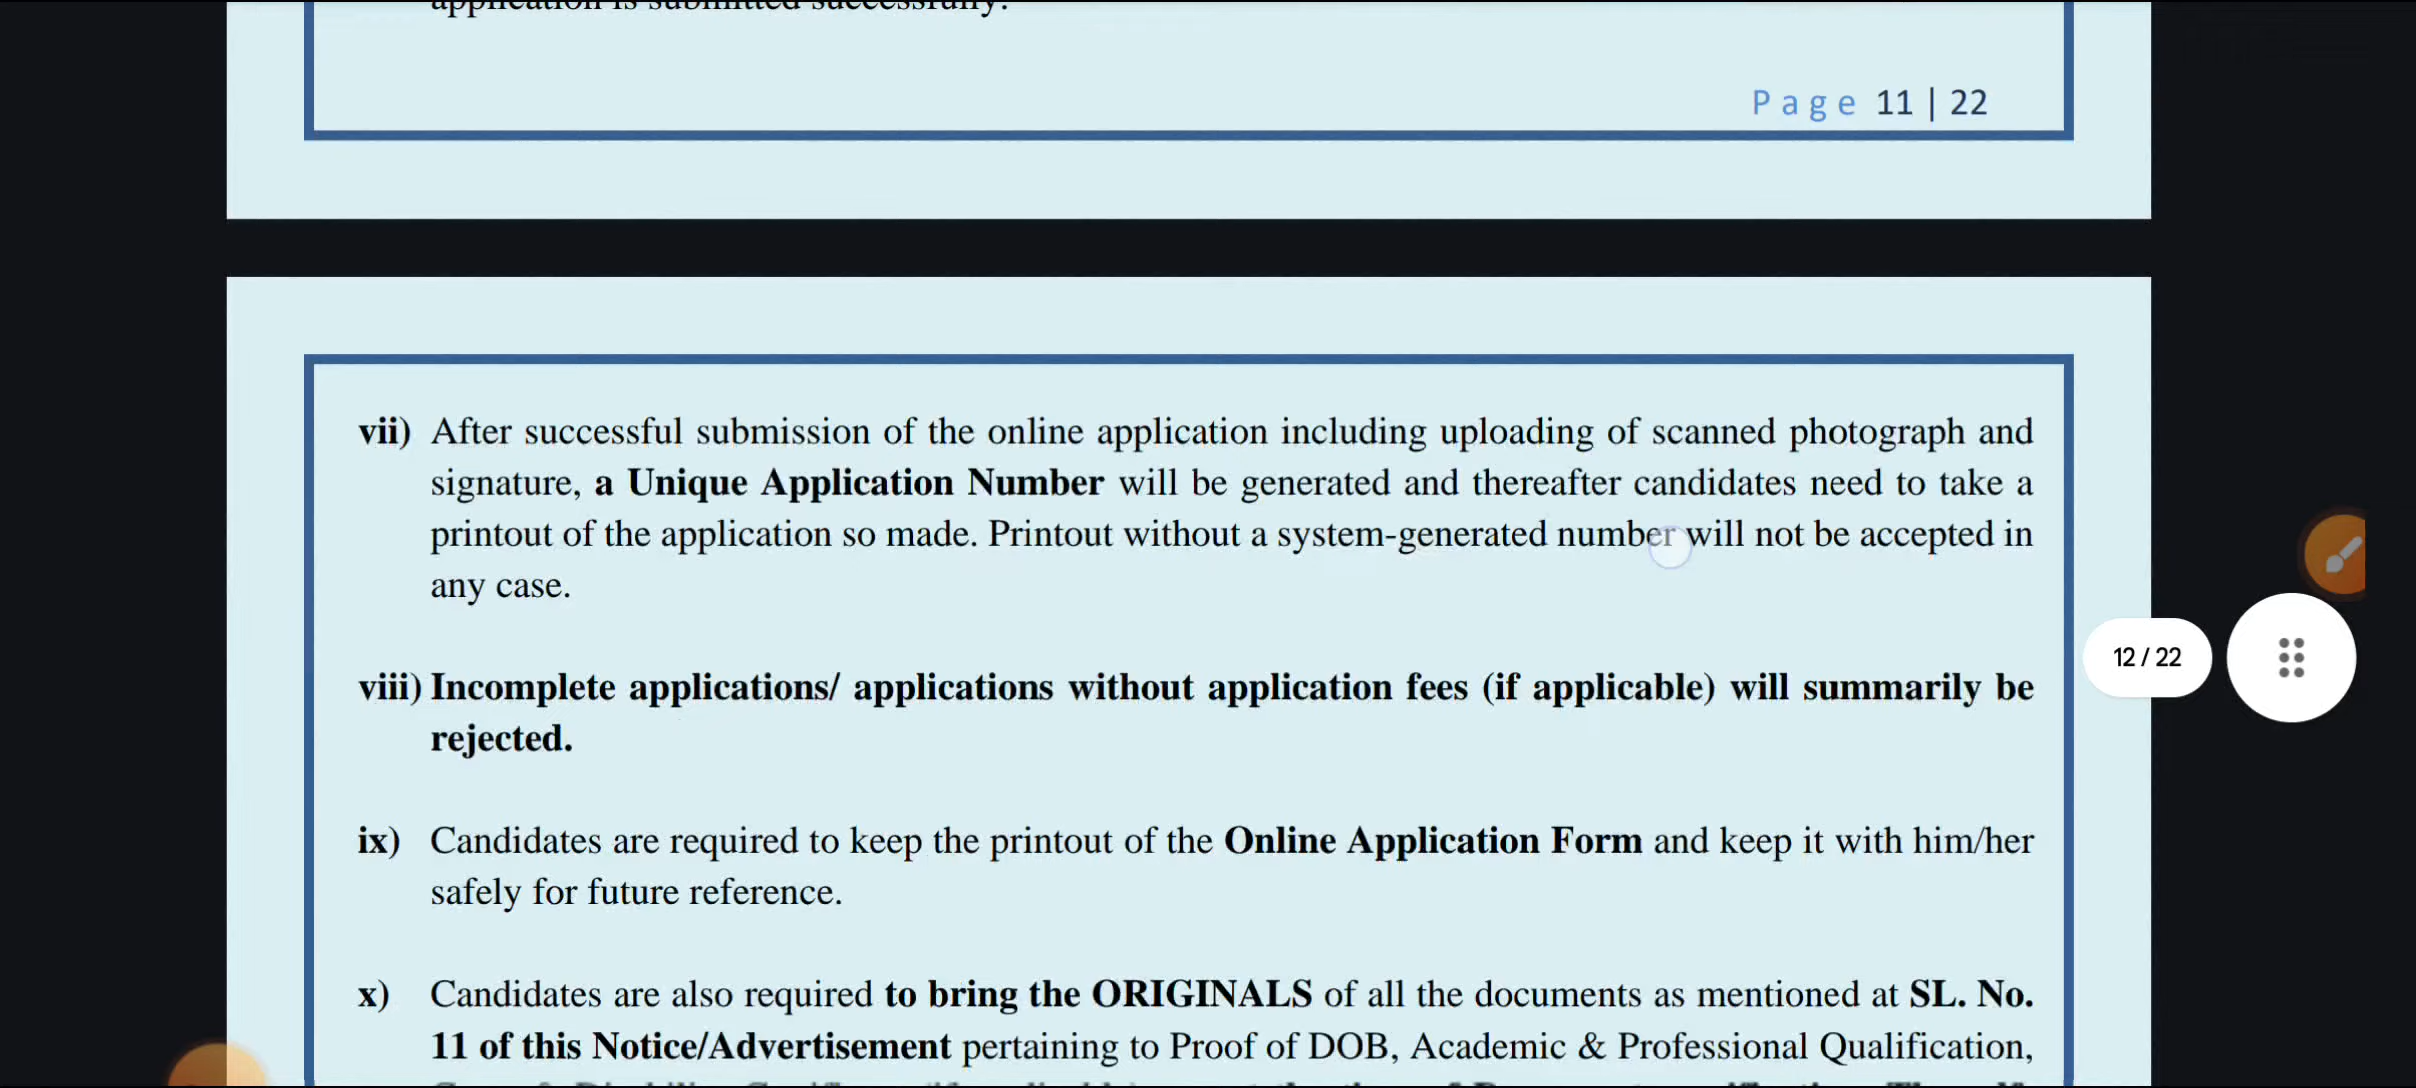 application is submitted successfully.
Page 11 | 22
vii) After successful submission of the online application including uploading of scanned photograph and
signature, a Unique Application Number will be generated and thereafter candidates need to take a
printout of the application so made. Printout without a system-generated number will not be accepted in
any case.
12 / 22
viii) Incomplete applications/ applications without application fees (if applicable) will summarily be
rejected.
ix) Candidates are required to keep the printout of the Online Application Form and keep it with him/her
safely for future reference.
x) Candidates are also required to bring the ORIGINALS of all the documents as mentioned at SL. No.
11 of this Notice/Advertisement pertaining to Proof of DOB, Academic & Professional Qualification,